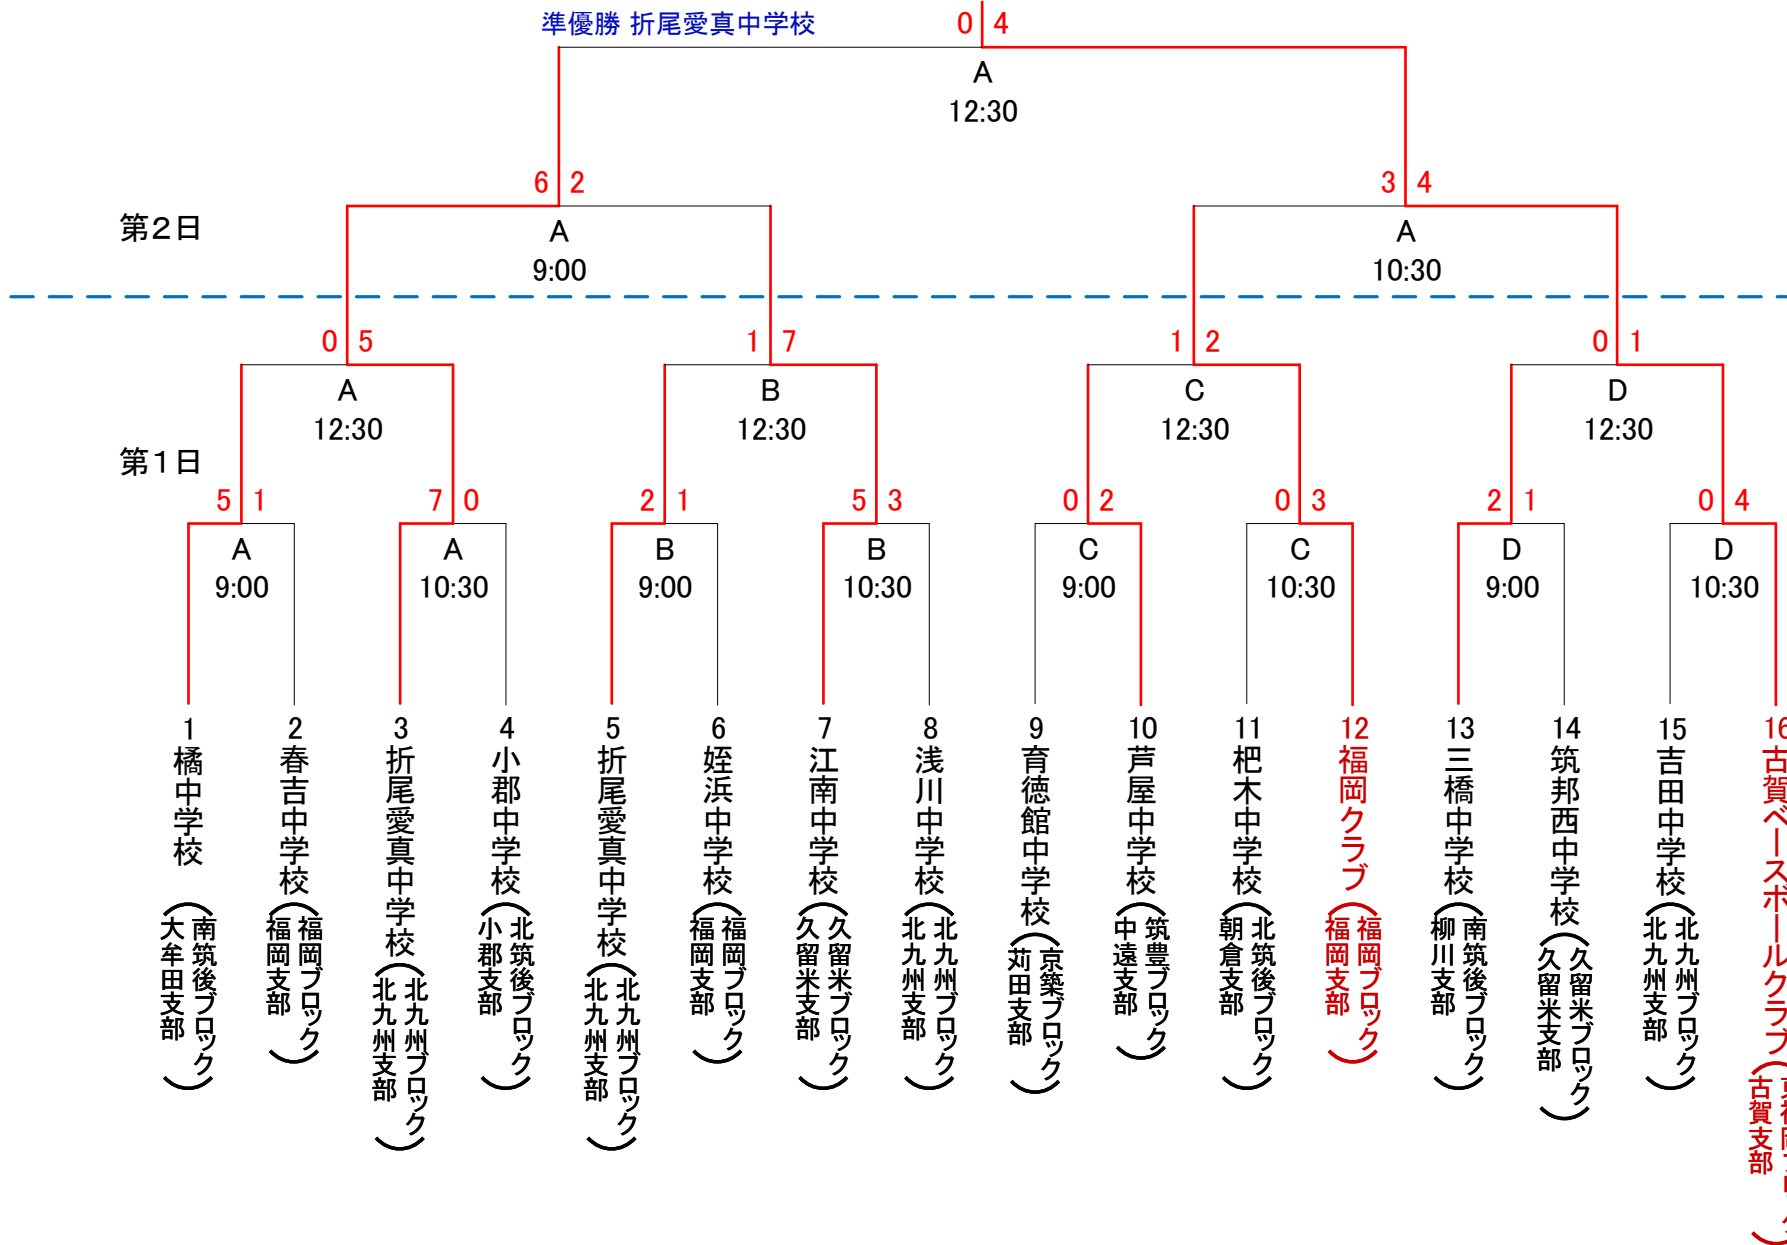 準優勝 折尾愛真中学校
0 4
A
12:30
6 2
3 4
第2日
A
9:00
A
10:30
0 5
1 7
1 2
0 1
A
12:30
B
12:30
C
12:30
D
12:30
第1日
5 1
7 0
2 1
5 3
0 2
0 3
2 1
0 4
A
9:00
A
10:30
B
9:00
B
10:30
C
9:00
C
10:30
D
9:00
D
10:30
1
橘中学校
(南筑後ブロック
大牟田支部)
2
春吉中学校
(福岡ブロック
福岡支部)
3
折尾愛真中学校
(北九州ブロック
北九州支部)
4
小郡中学校
(北筑後ブロック
小郡支部)
5
折尾愛真中学校
(北九州ブロック
北九州支部)
6
姪浜中学校
(福岡ブロック
福岡支部)
7
江南中学校
(久留米ブロック
久留米支部)
8
浅川中学校
(北九州ブロック
北九州支部)
9
育徳館中学校
(京築ブロック
苅田支部)
10
芦屋中学校
(筑豊ブロック
中遠支部)
11
杷木中学校
(北筑後ブロック
朝倉支部)
12
福岡クラブ
(福岡ブロック
福岡支部)
13
三橋中学校
(南筑後ブロック
柳川支部)
14
筑邦西中学校
(久留米ブロック
久留米支部)
15
吉田中学校
(北九州ブロック
北九州支部)
16
古賀ベースボールクラブ
古賀支部)